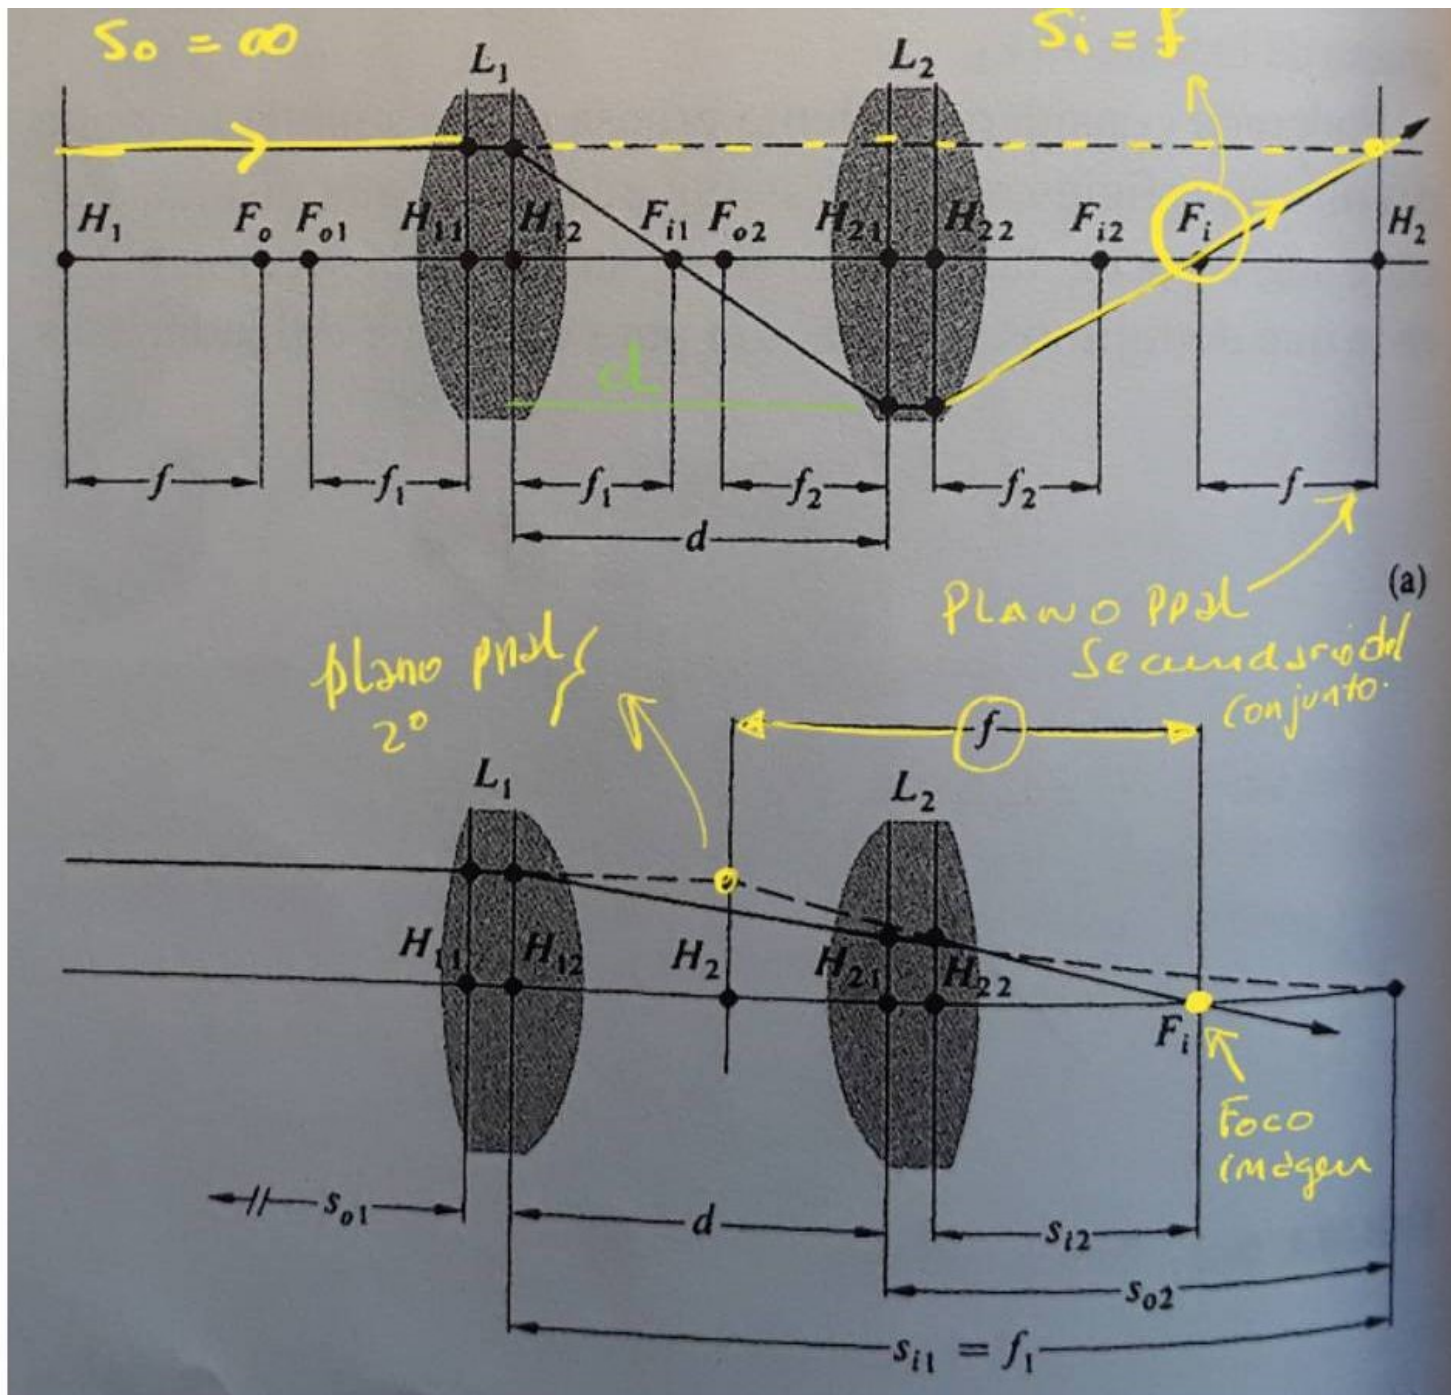 So = ∞
Si = f
L₁
L₂
H₁ Fₒ Fₒ₁ H₁₁ H₁₂ Fᵢ₁ Fₒ₂ H₂₁ H₂₂ Fᵢ₂ Fᵢ H₂
d
f f₁ f₁ f₂ f₂ f
d
(a)
PLANO PPAL
Secundario del
conjunto.
plano ppal
2º
f
L₁
L₂
H₁₁ H₁₂ H₂ H₂₁ H₂₂
Fᵢ
Foco
imágen
sₒ₁ d sᵢ₂
sₒ₂
sᵢ₁ = f₁